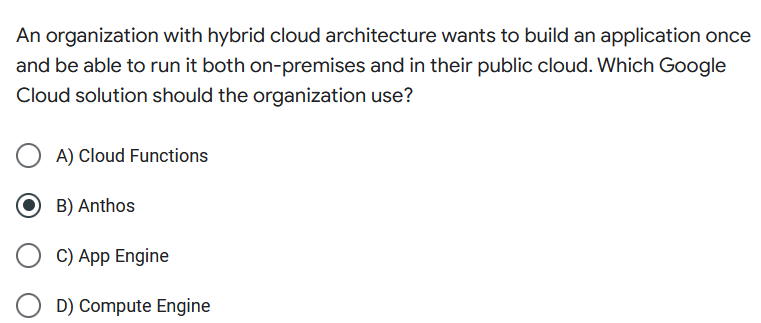 An organization with hybrid cloud architecture wants to build an application once
and be able to run it both on-premises and in their public cloud. Which Google
Cloud solution should the organization use?
A) Cloud Functions
B) Anthos
C) App Engine
D) Compute Engine